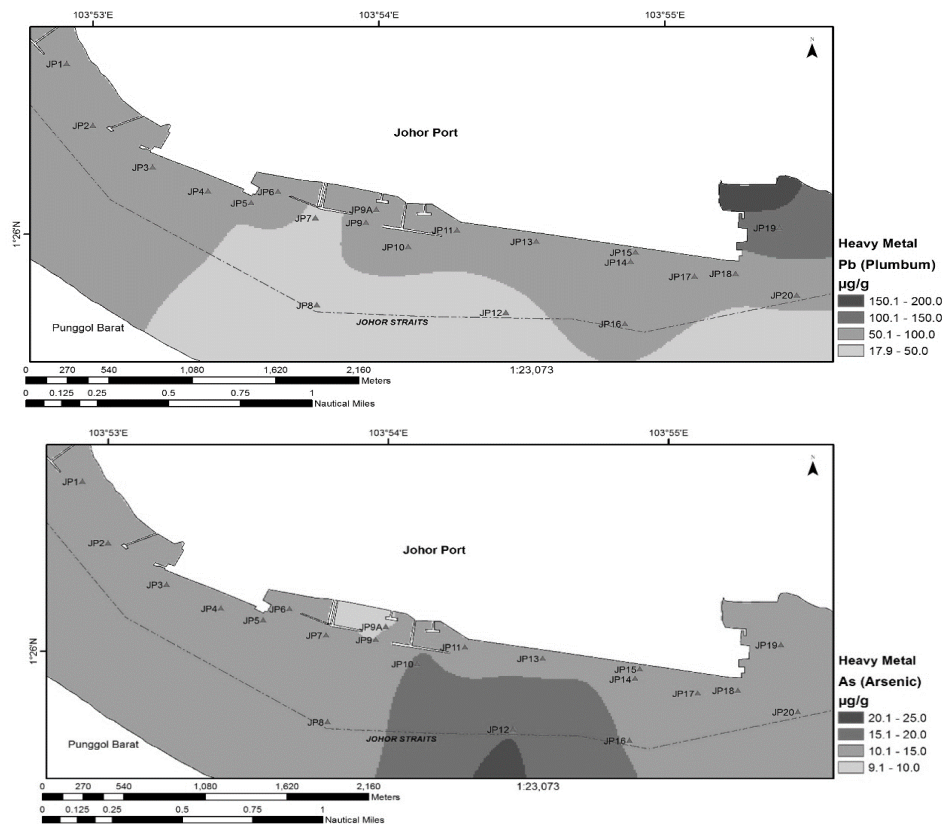 103°53'E 103°54'E 103°55'E
N
JP1
Johor Port
JP2
JP3
JP4 JP6
JP5 JP9A
JP7 JP9 JP11
JP10 JP13
JP15
JP14
JP17 JP18
JP19
JP20
1°26'N
JP8 JP12
JOHOR STRAITS JP16
Punggol Barat
Heavy Metal
Pb (Plumbum)
µg/g
150.1 - 200.0
100.1 - 150.0
50.1 - 100.0
17.9 - 50.0
0 270 540 1,080 1,620 2,160 Meters
1:23,073
0 0.125 0.25 0.5 0.75 1 Nautical Miles
103°53'E 103°54'E 103°55'E
N
JP1
Johor Port
JP2
JP3
JP4 JP6
JP5 JP9A
JP7 JP9 JP11
JP10 JP13
JP15
JP14
JP17 JP18
JP19
JP20
1°26'N
JP8 JP12
JOHOR STRAITS JP16
Punggol Barat
Heavy Metal
As (Arsenic)
µg/g
20.1 - 25.0
15.1 - 20.0
10.1 - 15.0
9.1 - 10.0
0 270 540 1,080 1,620 2,160 Meters
1:23,073
0 0.125 0.25 0.5 0.75 1 Nautical Miles